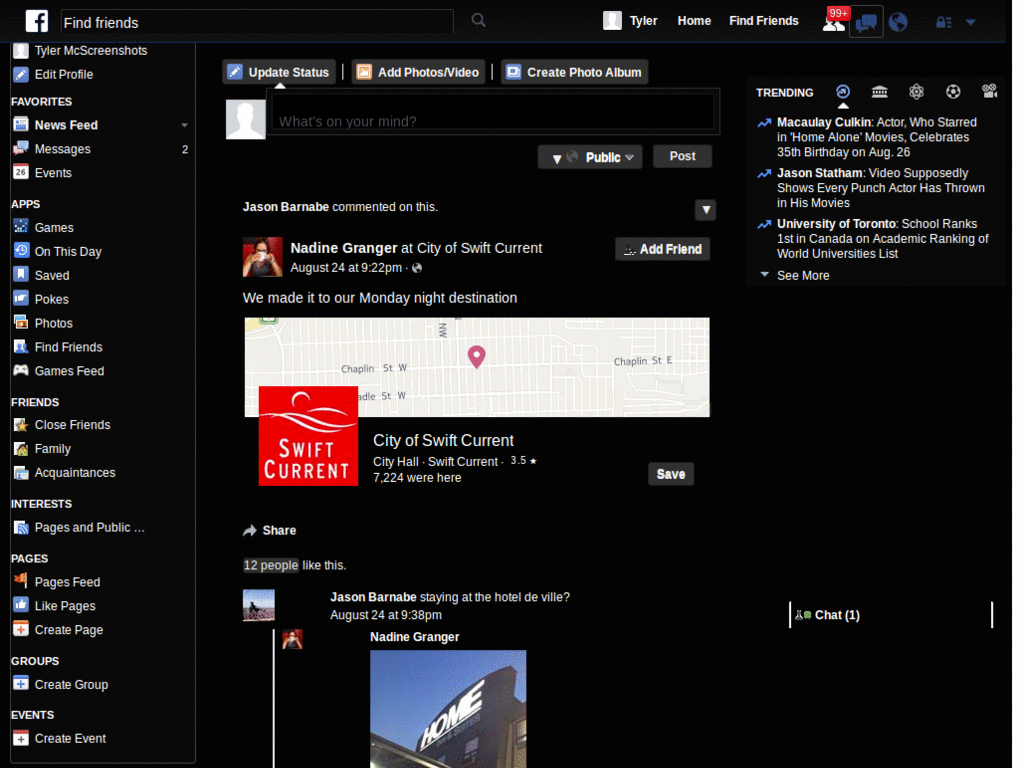 f
Find friends
Tyler
Home
Find Friends
99+
Tyler McScreenshots
Edit Profile
FAVORITES
News Feed
Messages
2
26
Events
APPS
Games
On This Day
Saved
Pokes
Photos
Find Friends
Games Feed
FRIENDS
Close Friends
Family
Acquaintances
INTERESTS
Pages and Public ...
PAGES
Pages Feed
Like Pages
Create Page
GROUPS
Create Group
EVENTS
Create Event
Update Status
Add Photos/Video
Create Photo Album
What's on your mind?
Public
Post
Jason Barnabe commented on this.
Nadine Granger at City of Swift Current
August 24 at 9:22pm ·
Add Friend
We made it to our Monday night destination
NW
Chaplin St W
Chaplin St E
adle St W
SWIFT
CURRENT
City of Swift Current
City Hall · Swift Current · 3.5 ★
7,224 were here
Save
Share
12 people like this.
Jason Barnabe staying at the hotel de ville?
August 24 at 9:38pm
Nadine Granger
HOME
TRENDING
Macaulay Culkin: Actor, Who Starred
in 'Home Alone' Movies, Celebrates
35th Birthday on Aug. 26
Jason Statham: Video Supposedly
Shows Every Punch Actor Has Thrown
in His Movies
University of Toronto: School Ranks
1st in Canada on Academic Ranking of
World Universities List
See More
Chat (1)